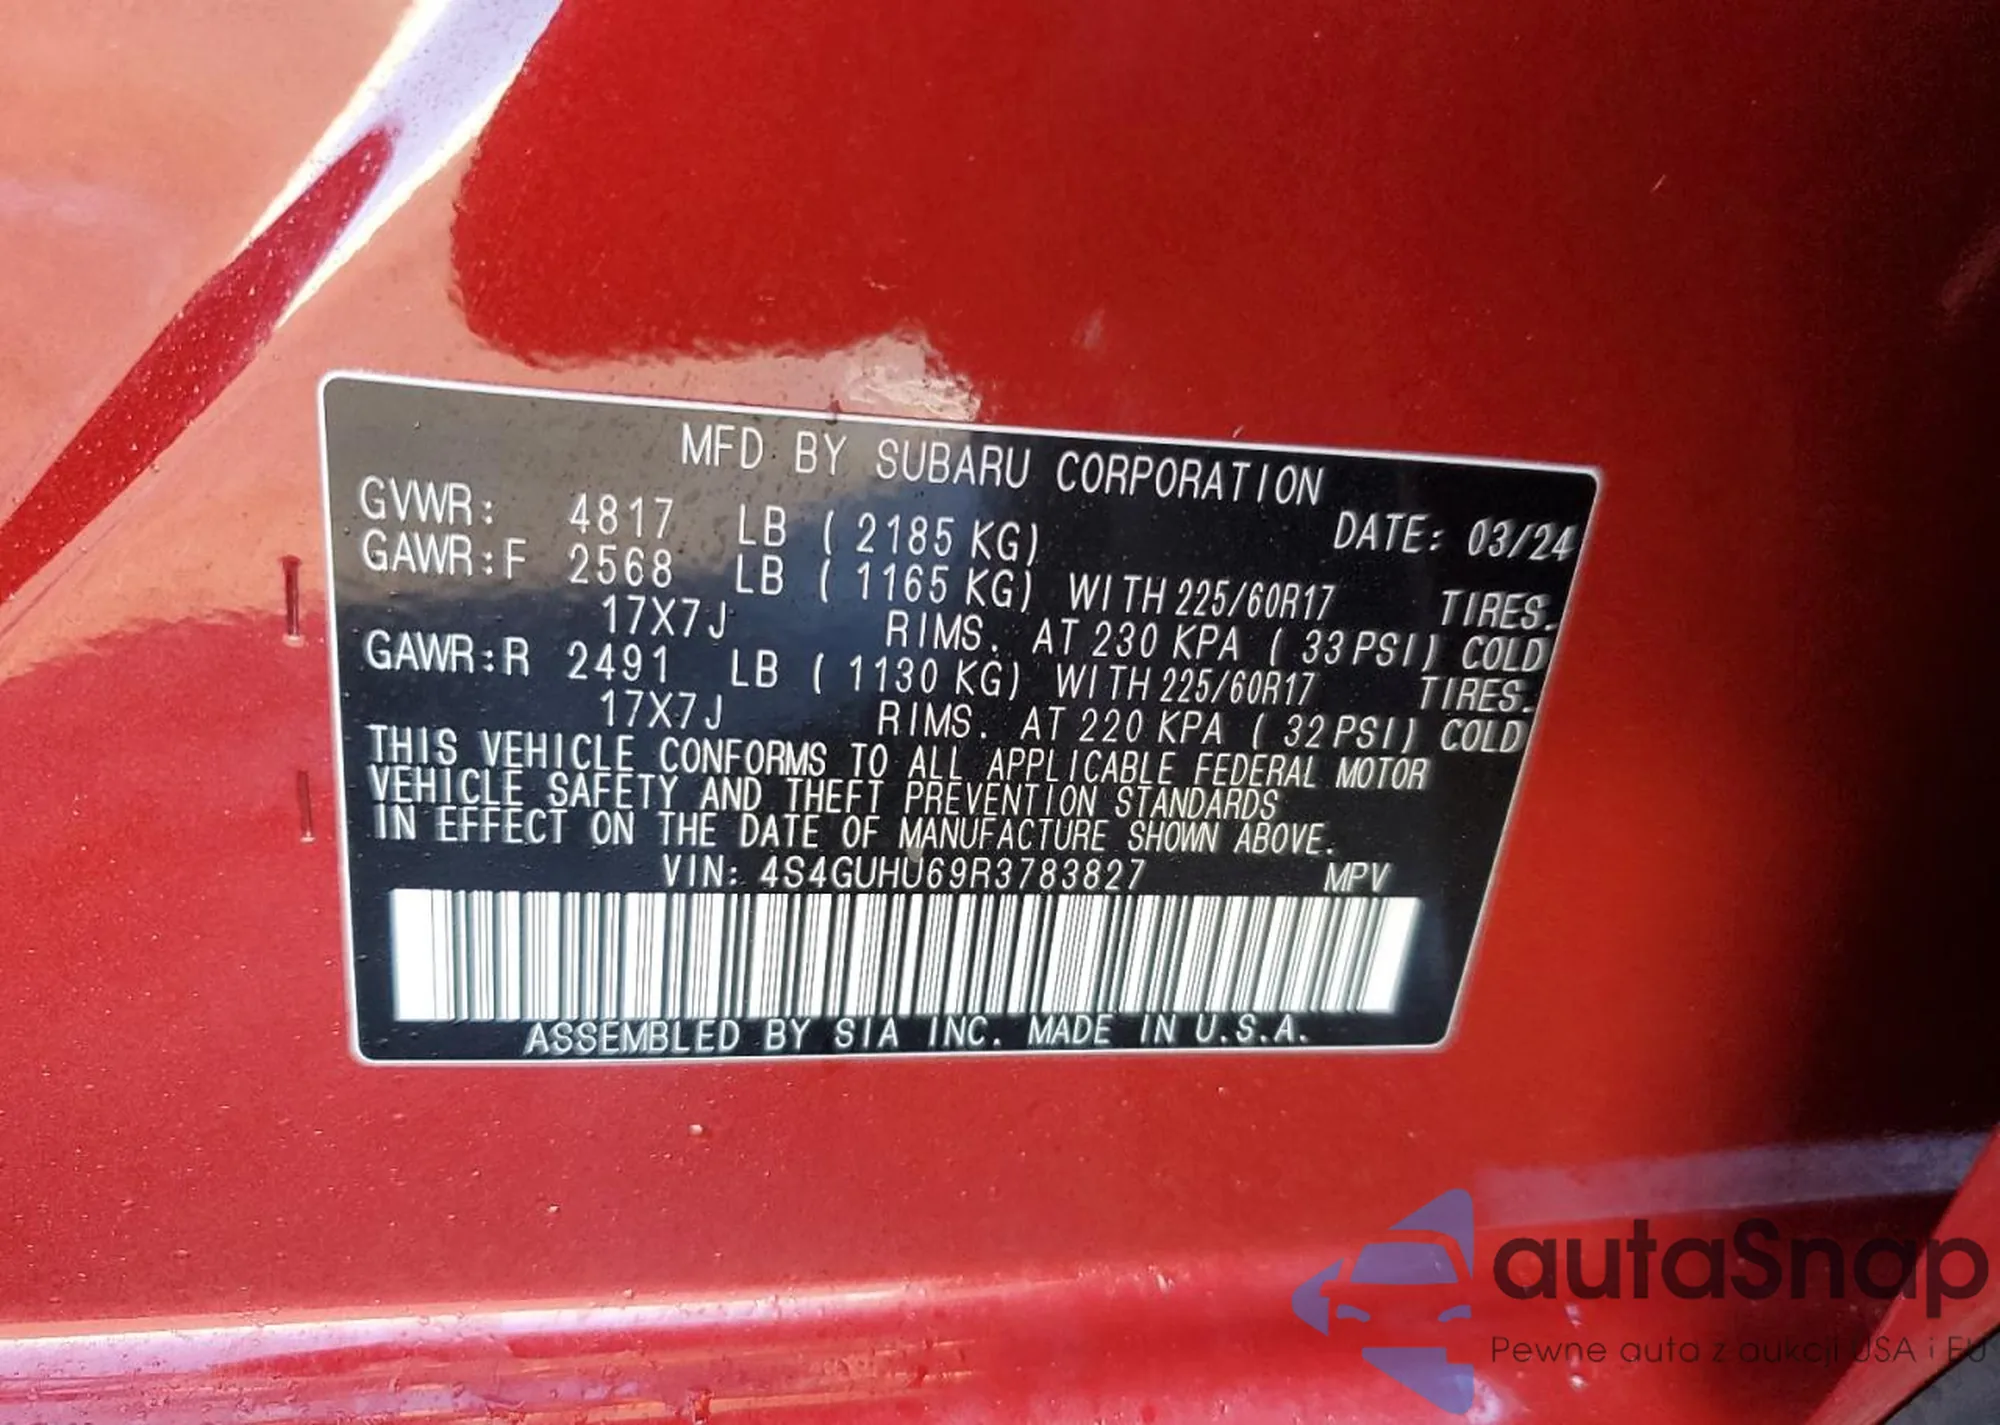 MFD BY SUBARU CORPORATION
GVWR: 4817 LB ( 2185 KG) DATE: 03/24
GAWR:F 2568 LB ( 1165 KG) WITH 225/60R17 TIRES.
17X7J RIMS. AT 230 KPA ( 33 PSI) COLD
GAWR:R 2491 LB ( 1130 KG) WITH 225/60R17 TIRES.
17X7J RIMS. AT 220 KPA ( 32 PSI) COLD
THIS VEHICLE CONFORMS TO ALL APPLICABLE FEDERAL MOTOR
VEHICLE SAFETY AND THEFT PREVENTION STANDARDS
IN EFFECT ON THE DATE OF MANUFACTURE SHOWN ABOVE.
VIN: 4S4GUHU69R3783827 MPV
ASSEMBLED BY SIA INC. MADE IN U.S.A.
autaSnap
Pewne auta z aukcji USA i EU